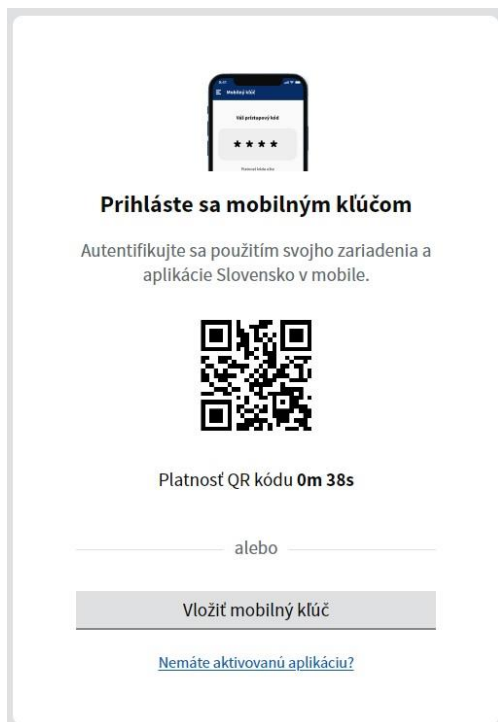 Mobilný kľúč
Váš prístupový kód
****
Prihláste sa mobilným kľúčom
Autentifikujte sa použitím svojho zariadenia a
aplikácie Slovensko v mobile.
Platnosť QR kódu 0m 38s
alebo
Vložiť mobilný kľúč
Nemáte aktivovanú aplikáciu?